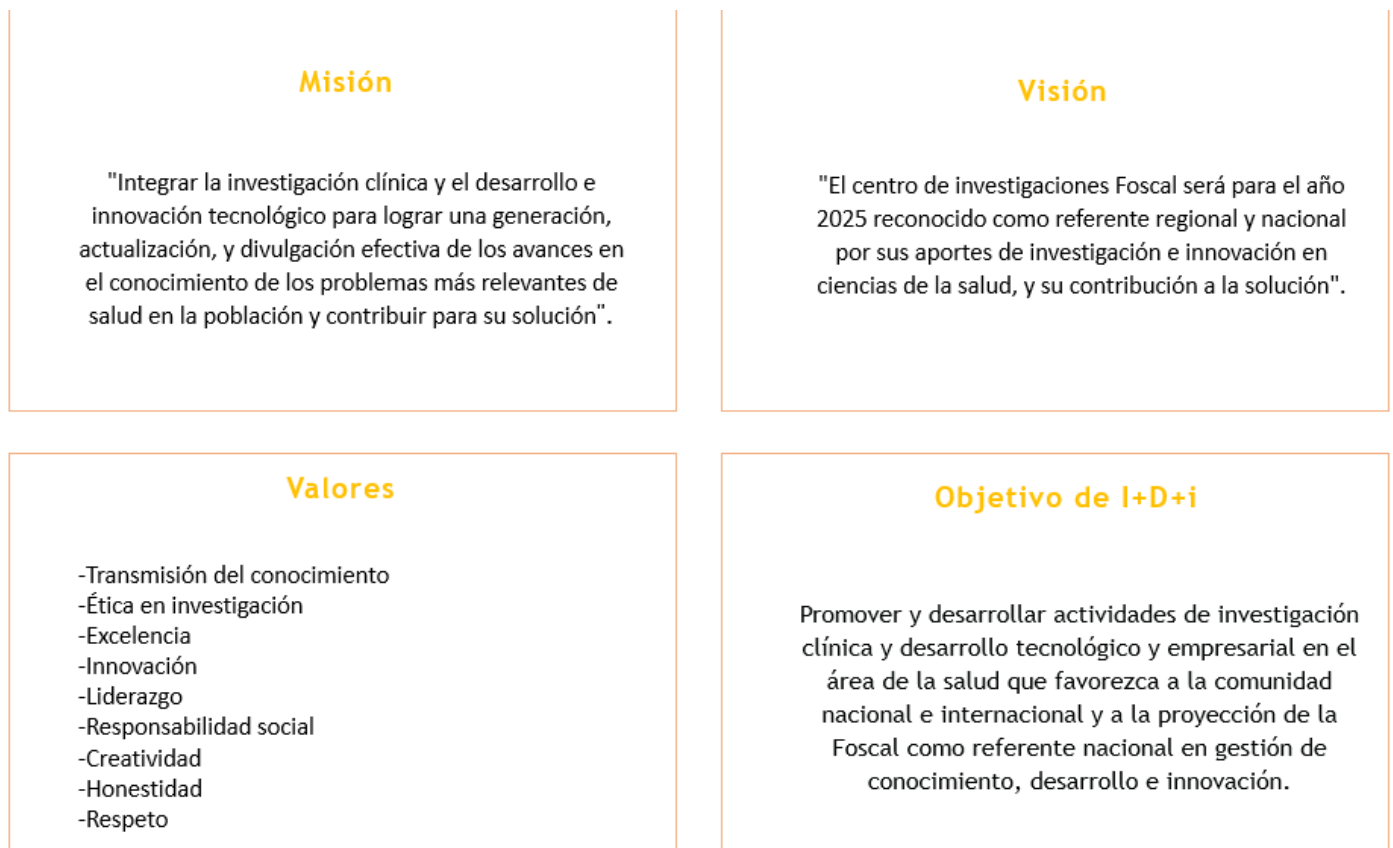 Misión
"Integrar la investigación clínica y el desarrollo e
innovación tecnológico para lograr una generación,
actualización, y divulgación efectiva de los avances en
el conocimiento de los problemas más relevantes de
salud en la población y contribuir para su solución".
Visión
"El centro de investigaciones Foscal será para el año
2025 reconocido como referente regional y nacional
por sus aportes de investigación e innovación en
ciencias de la salud, y su contribución a la solución".
Valores
-Transmisión del conocimiento
-Ética en investigación
-Excelencia
-Innovación
-Liderazgo
-Responsabilidad social
-Creatividad
-Honestidad
-Respeto
Objetivo de I+D+i
Promover y desarrollar actividades de investigación
clínica y desarrollo tecnológico y empresarial en el
área de la salud que favorezca a la comunidad
nacional e internacional y a la proyección de la
Foscal como referente nacional en gestión de
conocimiento, desarrollo e innovación.